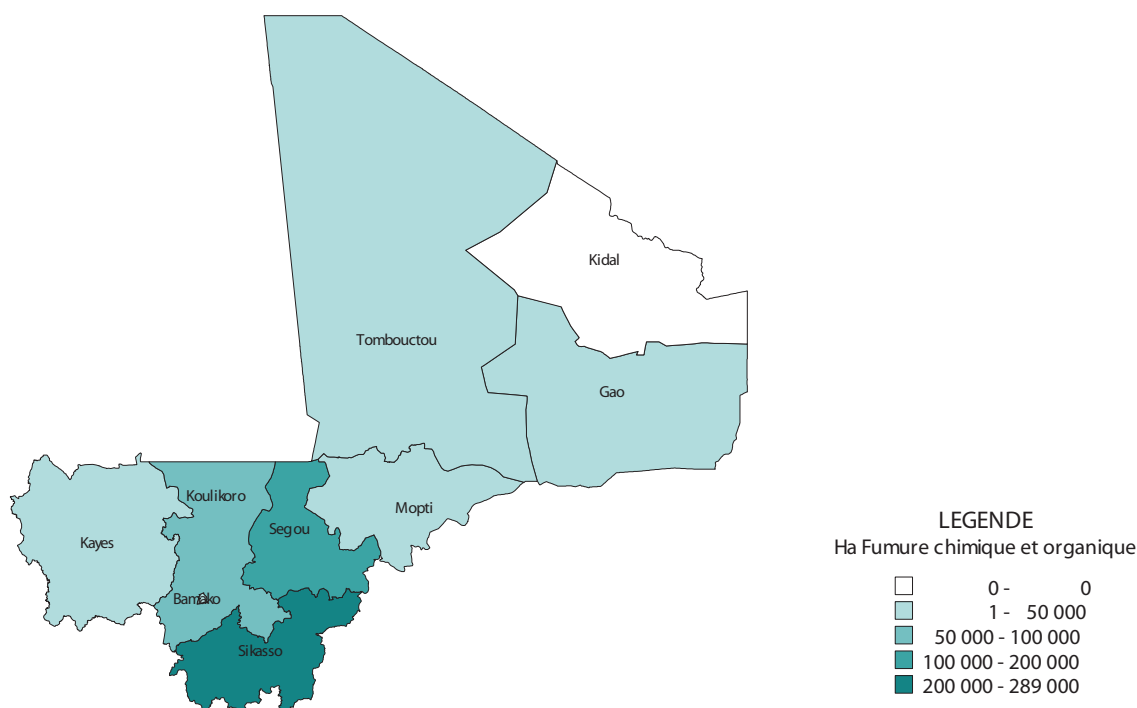 Kidal
Tombouctou
Gao
Koulikoro
Mopti
Segou
Kayes
Bamako
Sikasso
LEGENDE
Ha Fumure chimique et organique
0 - 0
1 - 50 000
50 000 - 100 000
100 000 - 200 000
200 000 - 289 000